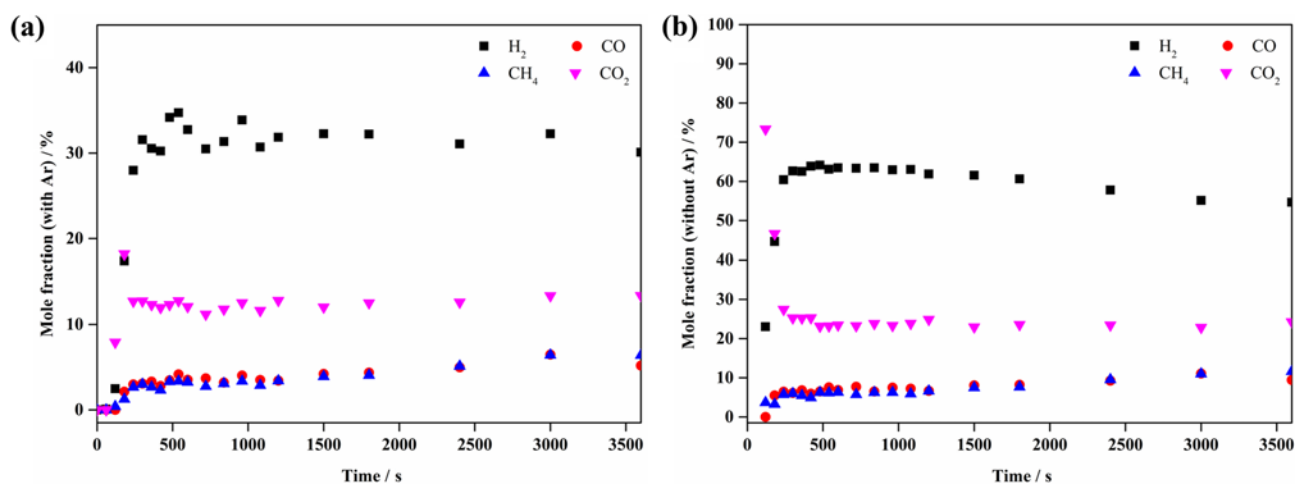 (a)
H2
CO
CH4
CO2
40
30
20
10
0
0
500
1000
1500
2000
2500
3000
3500
Mole fraction (with Ar) / %
Time / s
(b)
H2
CO
CH4
CO2
100
90
80
70
60
50
40
30
20
10
0
0
500
1000
1500
2000
2500
3000
3500
Mole fraction (without Ar) / %
Time / s